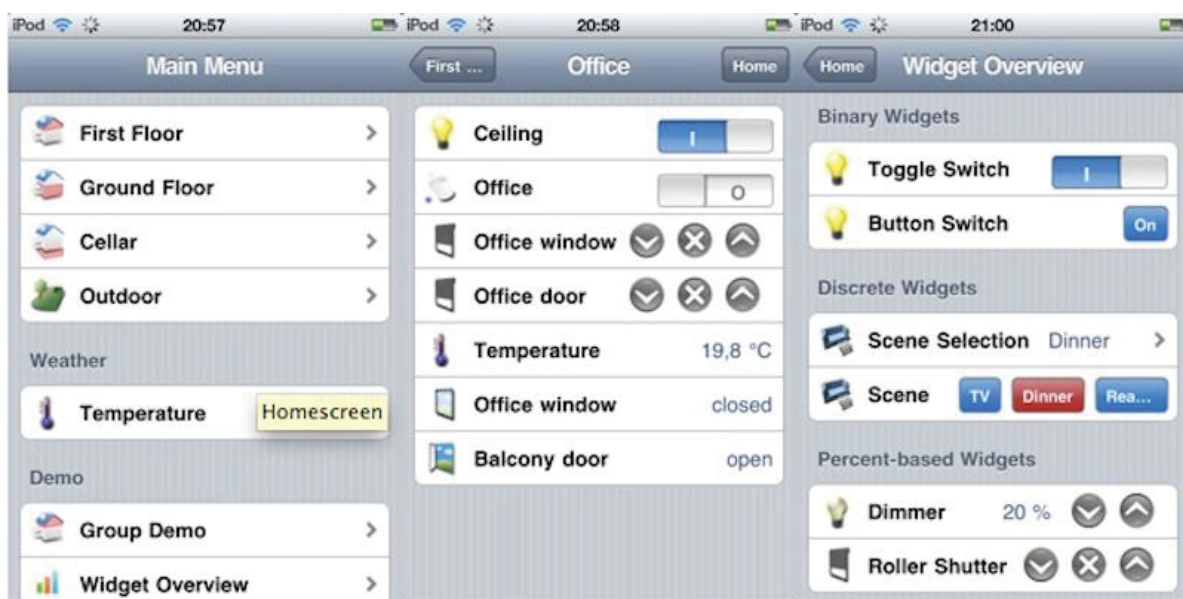 iPod 20:57
Main Menu
First Floor
Ground Floor
Cellar
Outdoor
Weather
Temperature
Homescreen
Demo
Group Demo
Widget Overview
iPod 20:58
First ... Office Home
Ceiling I
Office O
Office window
Office door
Temperature 19,8 °C
Office window closed
Balcony door open
iPod 21:00
Home Widget Overview
Binary Widgets
Toggle Switch I
Button Switch On
Discrete Widgets
Scene Selection Dinner
Scene TV Dinner Rea...
Percent-based Widgets
Dimmer 20 %
Roller Shutter